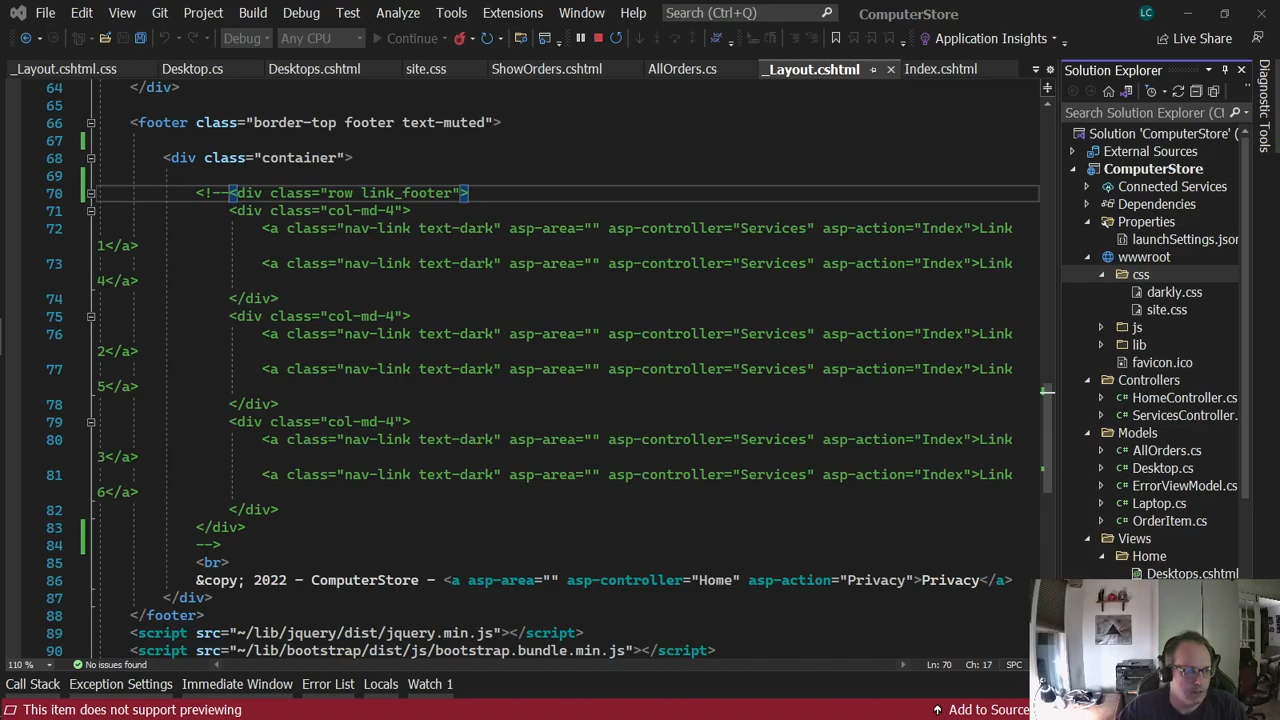 File Edit View Git Project Build Debug Test Analyze Tools Extensions Window Help Search (Ctrl+Q) ComputerStore LC
Debug Any CPU Continue Application Insights Live Share
_Layout.cshtml.css Desktop.cs Desktops.cshtml site.css ShowOrders.cshtml AllOrders.cs _Layout.cshtml Index.cshtml
64 </div>
65
66 <footer class="border-top footer text-muted">
67
68 <div class="container">
69
70 <!--<div class="row link_footer">
71 <div class="col-md-4">
72 <a class="nav-link text-dark" asp-area="" asp-controller="Services" asp-action="Index">Link
1</a>
73 <a class="nav-link text-dark" asp-area="" asp-controller="Services" asp-action="Index">Link
4</a>
74 </div>
75 <div class="col-md-4">
76 <a class="nav-link text-dark" asp-area="" asp-controller="Services" asp-action="Index">Link
2</a>
77 <a class="nav-link text-dark" asp-area="" asp-controller="Services" asp-action="Index">Link
5</a>
78 </div>
79 <div class="col-md-4">
80 <a class="nav-link text-dark" asp-area="" asp-controller="Services" asp-action="Index">Link
3</a>
81 <a class="nav-link text-dark" asp-area="" asp-controller="Services" asp-action="Index">Link
6</a>
82 </div>
83 </div>
84 -->
85 <br>
86 &copy; 2022 - ComputerStore - <a asp-area="" asp-controller="Home" asp-action="Privacy">Privacy</a>
87 </div>
88 </footer>
89 <script src="~/lib/jquery/dist/jquery.min.js"></script>
90 <script src="~/lib/bootstrap/dist/js/bootstrap.bundle.min.js"></script>
110 % No issues found Ln: 70 Ch: 17 SPC
Call Stack Exception Settings Immediate Window Error List Locals Watch 1
This item does not support previewing Add to Source
Solution Explorer
Search Solution Explorer (Ct
Solution 'ComputerStore' (
External Sources
ComputerStore
Connected Services
Dependencies
Properties
launchSettings.json
wwwroot
css
darkly.css
site.css
js
lib
favicon.ico
Controllers
HomeController.cs
ServicesController.
Models
AllOrders.cs
Desktop.cs
ErrorViewModel.cs
Laptop.cs
OrderItem.cs
Views
Home
Desktops.cshtml
Diagnostic Tools